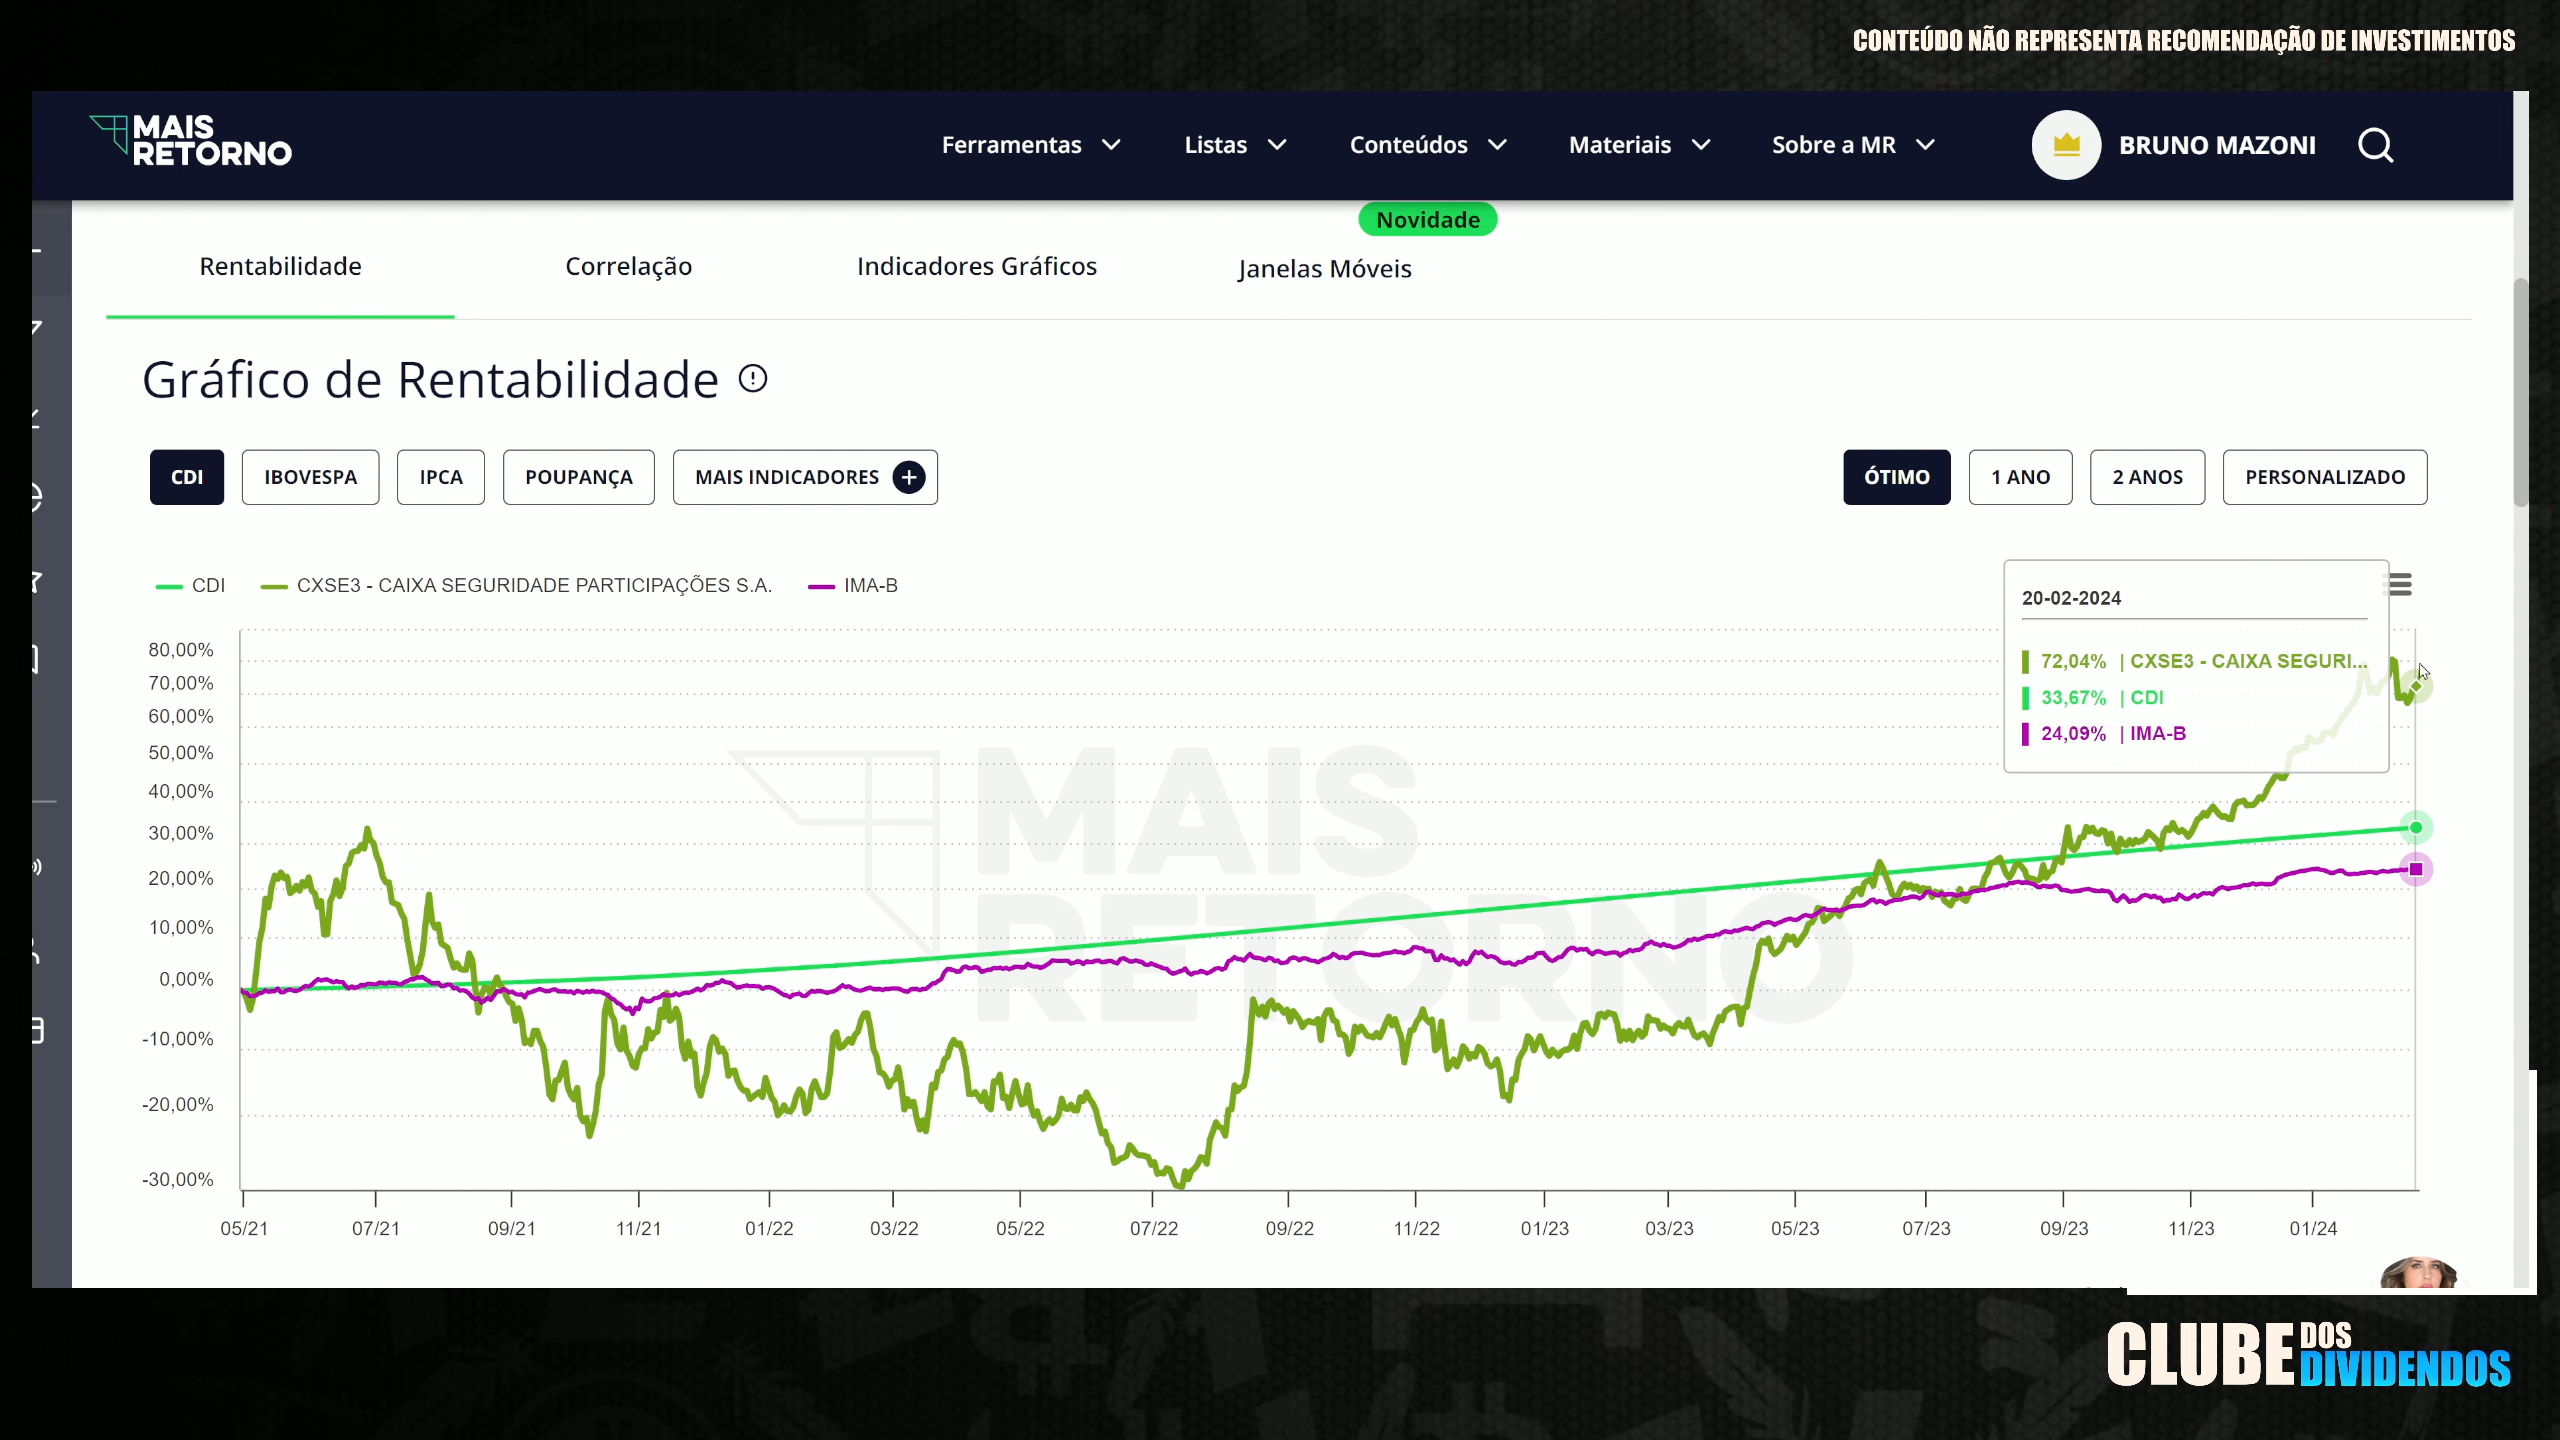 CONTEÚDO NÃO REPRESENTA RECOMENDAÇÃO DE INVESTIMENTOS
MAIS
RETORNO
Ferramentas
Listas
Conteúdos
Materiais
Sobre a MR
BRUNO MAZONI
Novidade
Rentabilidade
Correlação
Indicadores Gráficos
Janelas Móveis
Gráfico de Rentabilidade
CDI
IBOVESPA
IPCA
POUPANÇA
MAIS INDICADORES
ÓTIMO
1 ANO
2 ANOS
PERSONALIZADO
CDI
CXSE3 - CAIXA SEGURIDADE PARTICIPAÇÕES S.A.
IMA-B
20-02-2024
72,04% | CXSE3 - CAIXA SEGURI...
33,67% | CDI
24,09% | IMA-B
80,00%
70,00%
60,00%
50,00%
40,00%
30,00%
20,00%
10,00%
0,00%
-10,00%
-20,00%
-30,00%
MAIS
RETORNO
05/21
07/21
09/21
11/21
01/22
03/22
05/22
07/22
09/22
11/22
01/23
03/23
05/23
07/23
09/23
11/23
01/24
CLUBE DOS
DIVIDENDOS